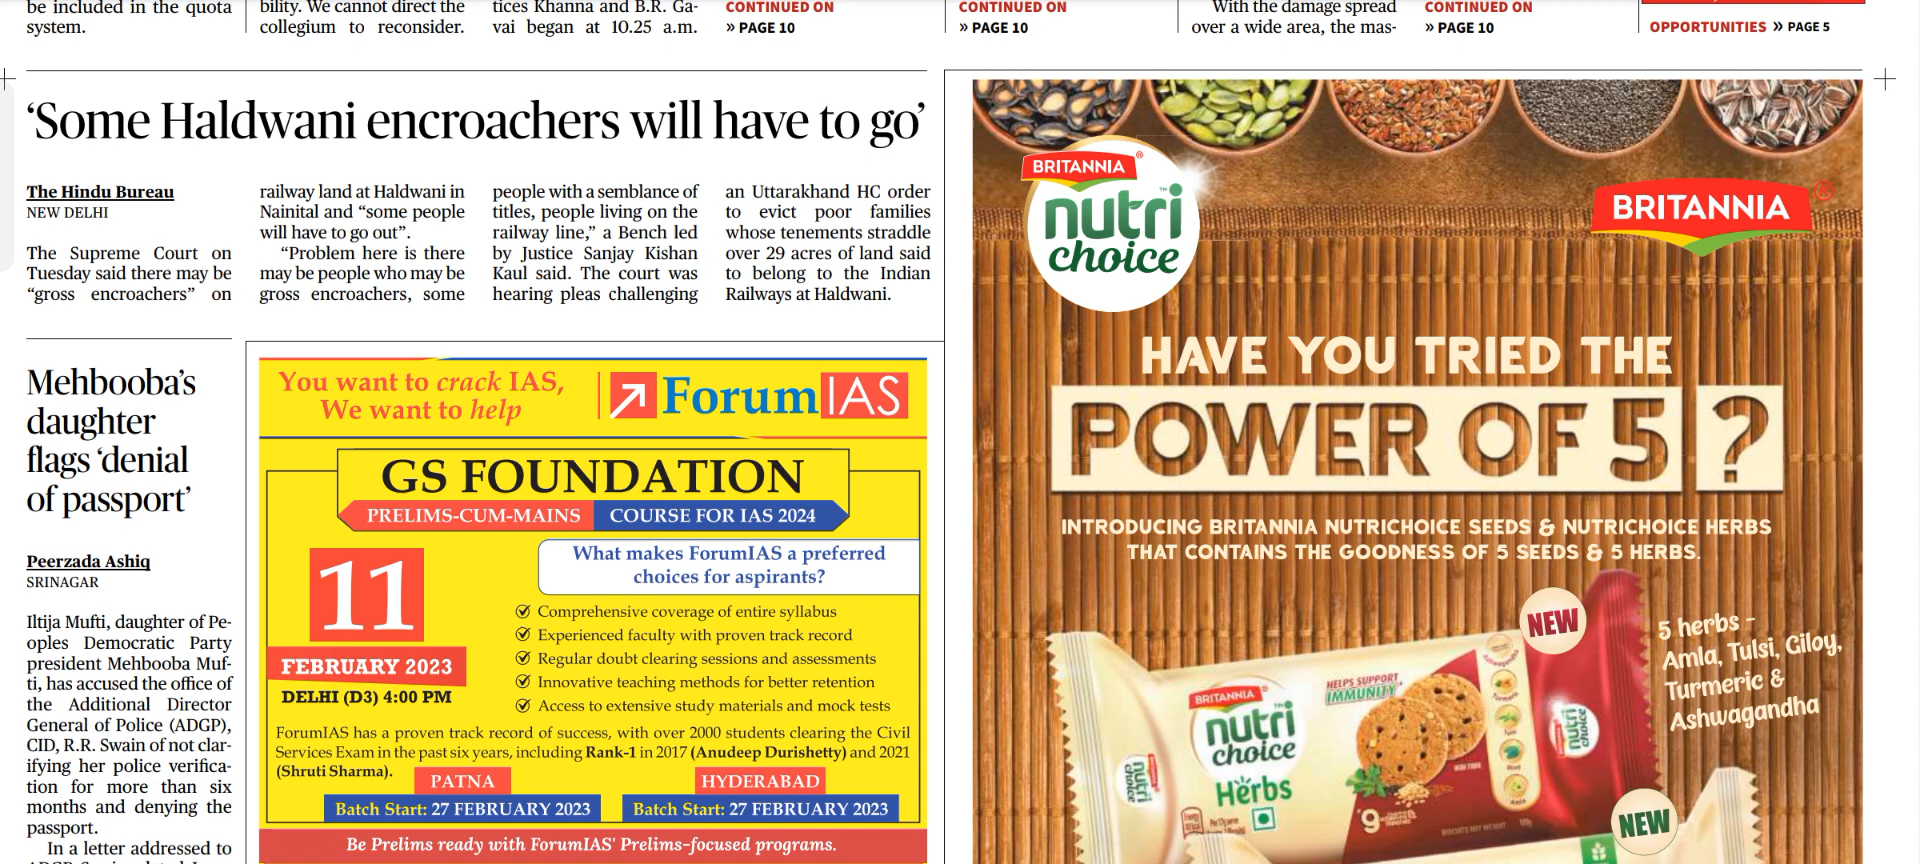 be included in the quota
system.
bility. We cannot direct the
collegium to reconsider.
tices Khanna and B.R. Ga-
vai began at 10.25 a.m.
CONTINUED ON
» PAGE 10
CONTINUED ON
» PAGE 10
With the damage spread
over a wide area, the mas-
CONTINUED ON
» PAGE 10
OPPORTUNITIES » PAGE 5
‘Some Haldwani encroachers will have to go’
The Hindu Bureau
NEW DELHI
The Supreme Court on
Tuesday said there may be
“gross encroachers” on
railway land at Haldwani in
Nainital and “some people
will have to go out”.
“Problem here is there
may be people who may be
gross encroachers, some
people with a semblance of
titles, people living on the
railway line,” a Bench led
by Justice Sanjay Kishan
Kaul said. The court was
hearing pleas challenging
an Uttarakhand HC order
to evict poor families
whose tenements straddle
over 29 acres of land said
to belong to the Indian
Railways at Haldwani.
Mehbooba’s
daughter
flags ‘denial
of passport’
Peerzada Ashiq
SRINAGAR
Iltija Mufti, daughter of Pe-
oples Democratic Party
president Mehbooba Muf-
ti, has accused the office of
the Additional Director
General of Police (ADGP),
CID, R.R. Swain of not clar-
ifying her police verifica-
tion for more than six
months and denying the
passport.
In a letter addressed to
You want to crack IAS,
We want to help
ForumIAS
GS FOUNDATION
PRELIMS-CUM-MAINS COURSE FOR IAS 2024
11
FEBRUARY 2023
DELHI (D3) 4:00 PM
What makes ForumIAS a preferred
choices for aspirants?
Comprehensive coverage of entire syllabus
Experienced faculty with proven track record
Regular doubt clearing sessions and assessments
Innovative teaching methods for better retention
Access to extensive study materials and mock tests
ForumIAS has a proven track record of success, with over 2000 students clearing the Civil
Services Exam in the past six years, including Rank-1 in 2017 (Anudeep Durishetty) and 2021
(Shruti Sharma).
PATNA
Batch Start: 27 FEBRUARY 2023
HYDERABAD
Batch Start: 27 FEBRUARY 2023
Be Prelims ready with ForumIAS' Prelims-focused programs.
BRITANNIA ®
nutri ™
choice
BRITANNIA ®
HAVE YOU TRIED THE
POWER OF 5 ?
INTRODUCING BRITANNIA NUTRICHOICE SEEDS & NUTRICHOICE HERBS
THAT CONTAINS THE GOODNESS OF 5 SEEDS & 5 HERBS.
NEW
5 herbs -
Amla, Tulsi, Giloy,
Turmeric &
Ashwagandha
BRITANNIA
nutri ™
choice
Herbs
HELPS SUPPORT
IMMUNITY
nutri
choice
nutri
choice
9
NEW